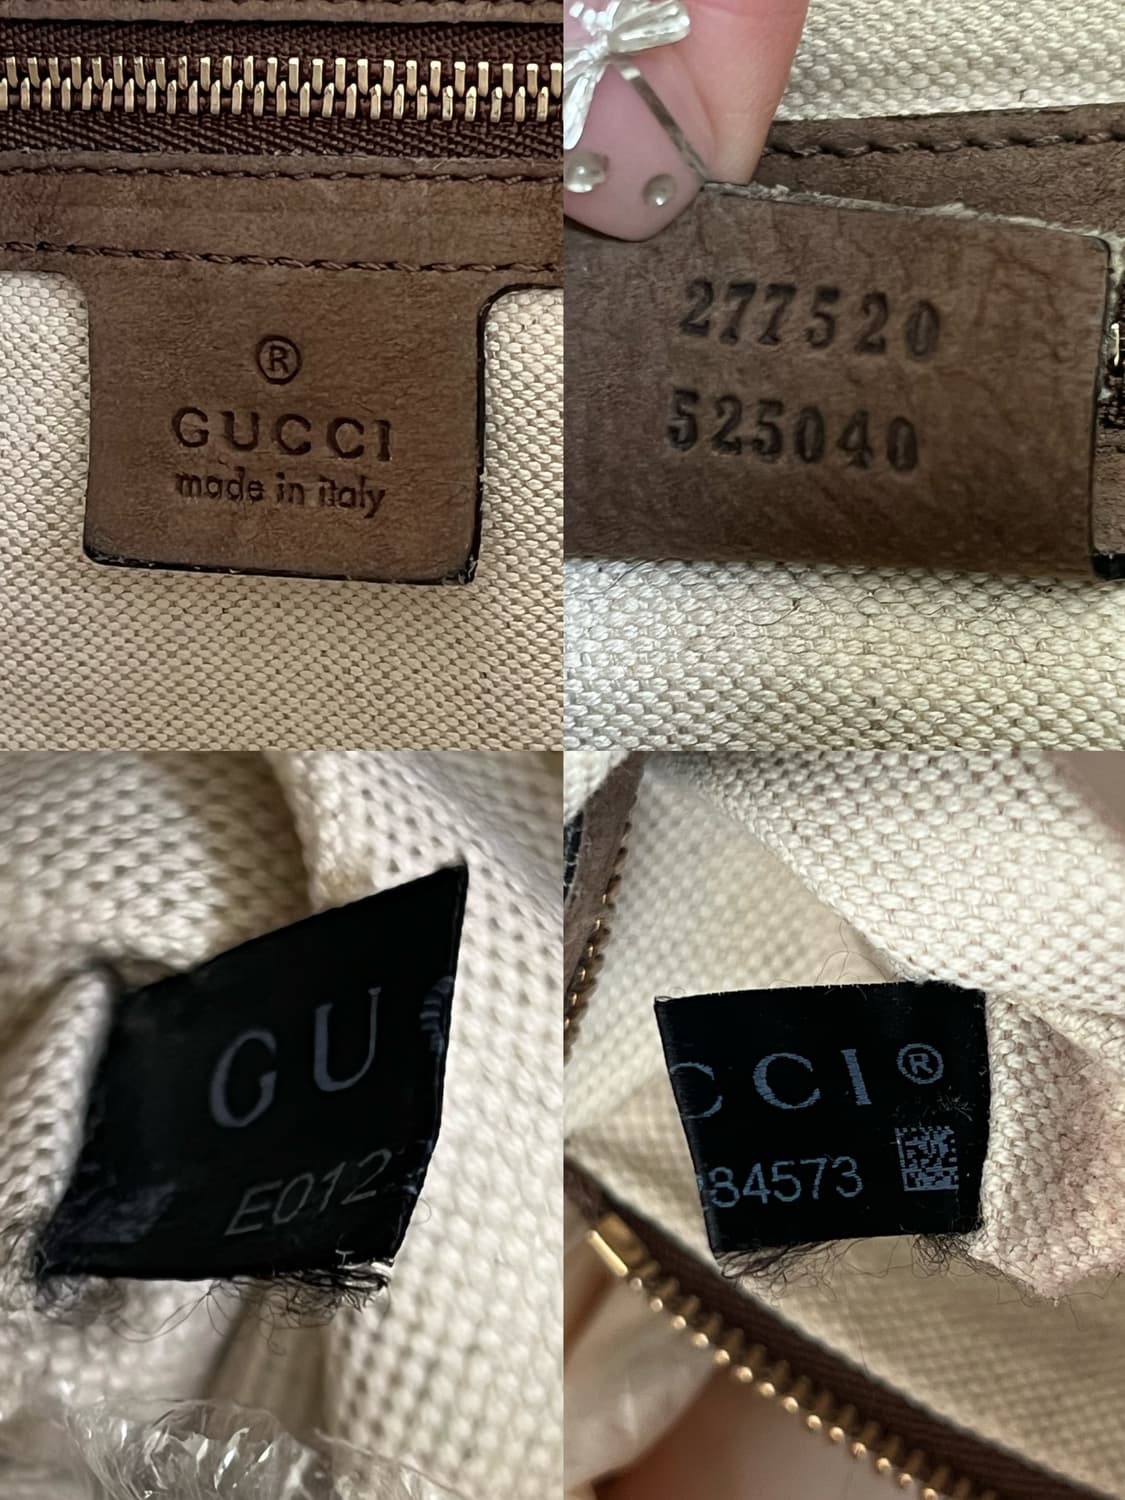 ®
GUCCI
made in italy
277520
525040
GU
E012
CCI ®
84573